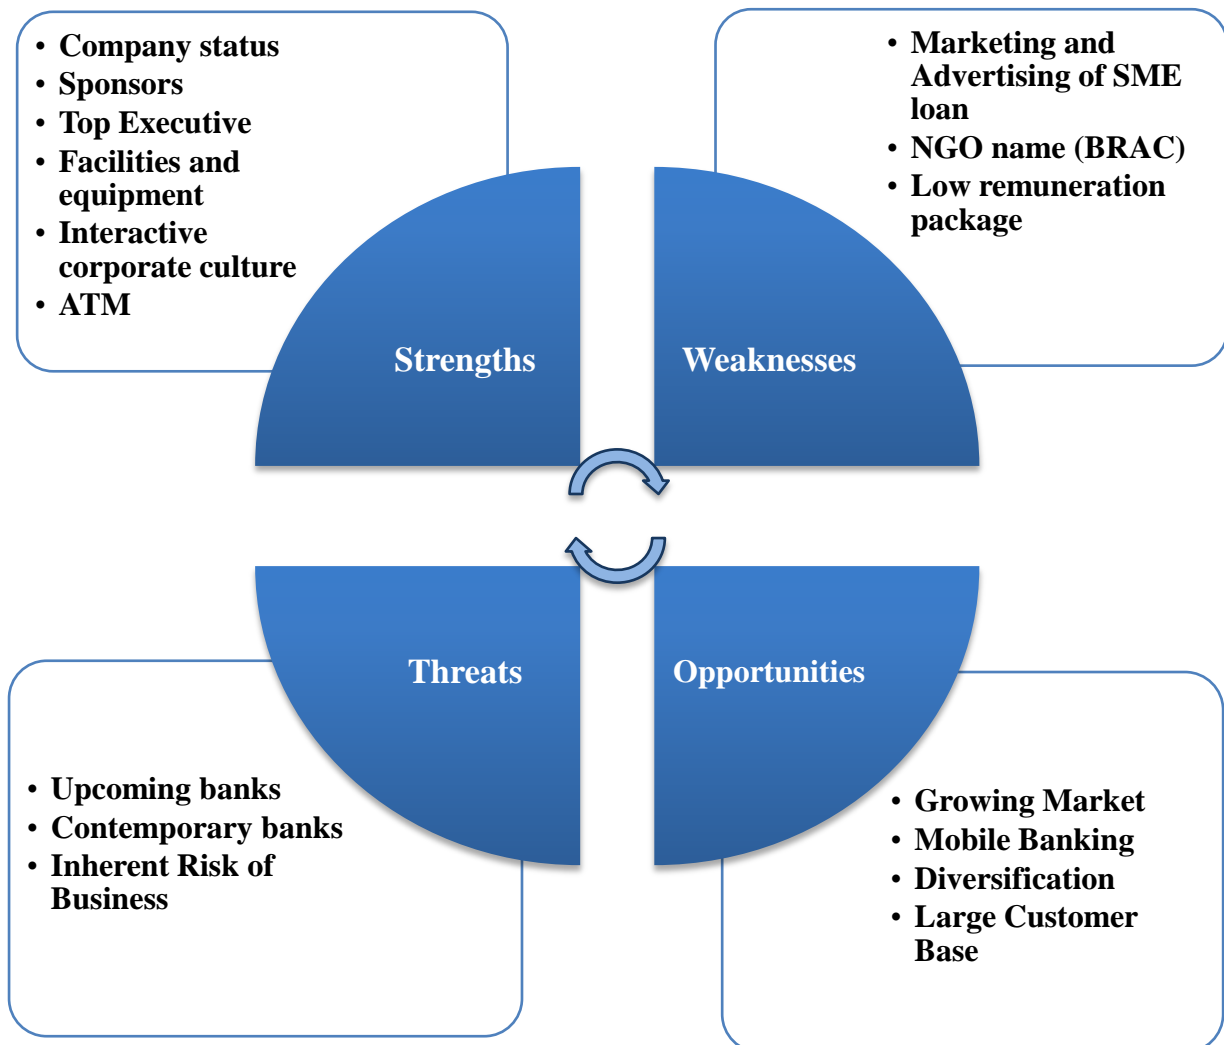 • Company status
• Sponsors
• Top Executive
• Facilities and
equipment
• Interactive
corporate culture
• ATM
Strengths
• Marketing and
Advertising of SME
loan
• NGO name (BRAC)
• Low remuneration
package
Weaknesses
Threats
• Upcoming banks
• Contemporary banks
• Inherent Risk of
Business
Opportunities
• Growing Market
• Mobile Banking
• Diversification
• Large Customer
Base